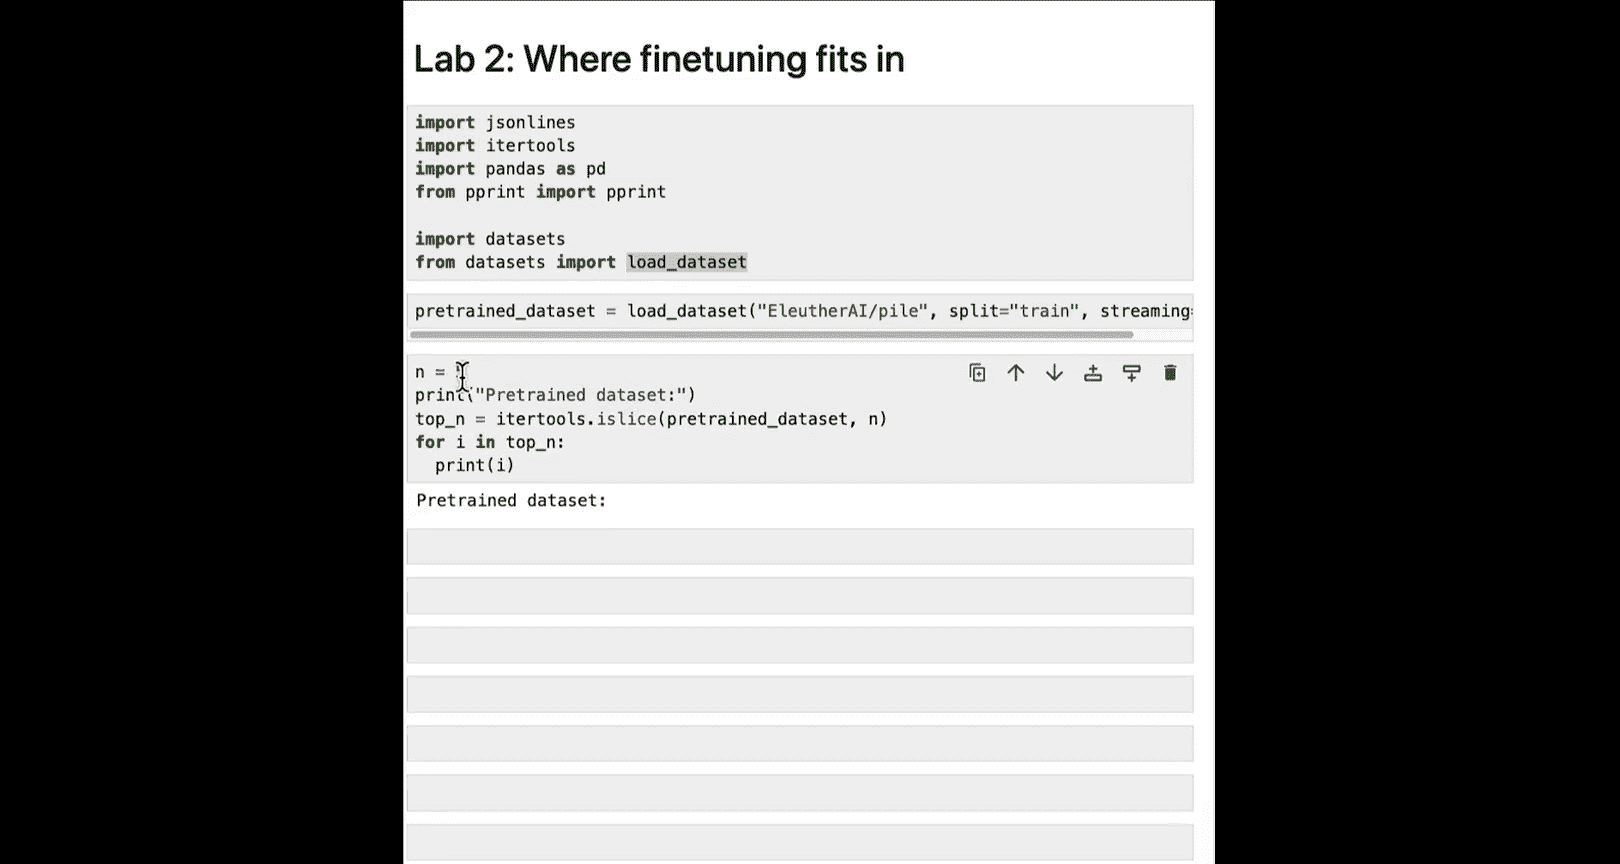 Lab 2: Where finetuning fits in
import jsonlines
import itertools
import pandas as pd
from pprint import pprint
import datasets
from datasets import load_dataset
pretrained_dataset = load_dataset("EleutherAI/pile", split="train", streaming=
n =
print("Pretrained dataset:")
top_n = itertools.islice(pretrained_dataset, n)
for i in top_n:
  print(i)
Pretrained dataset: